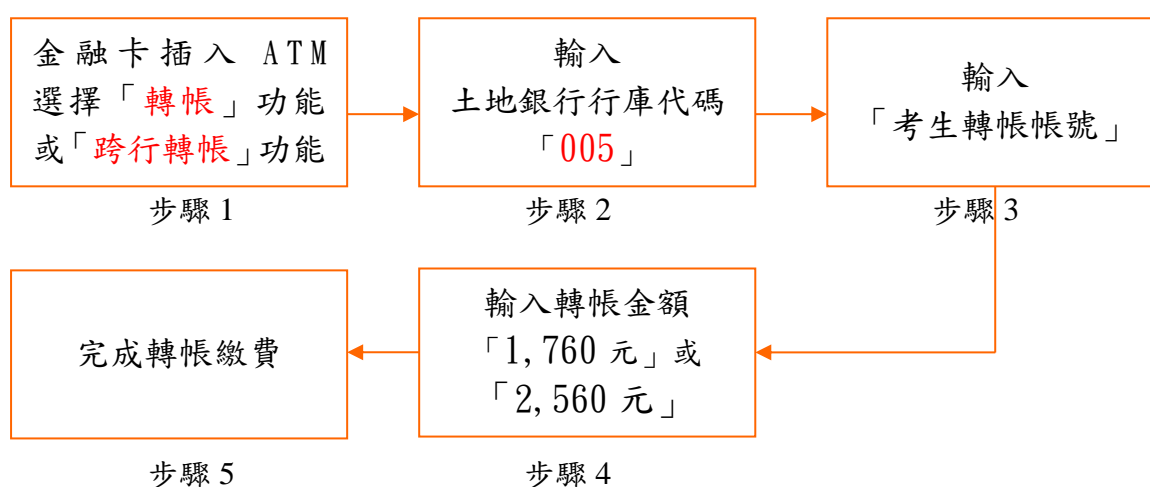 金融卡插入 ATM
選擇「轉帳」功能
或「跨行轉帳」功能
步驟 1
輸入
土地銀行行庫代碼
「005」
步驟 2
輸入
「考生轉帳帳號」
步驟 3
輸入轉帳金額
「1,760 元」或
「2,560 元」
步驟 4
完成轉帳繳費
步驟 5